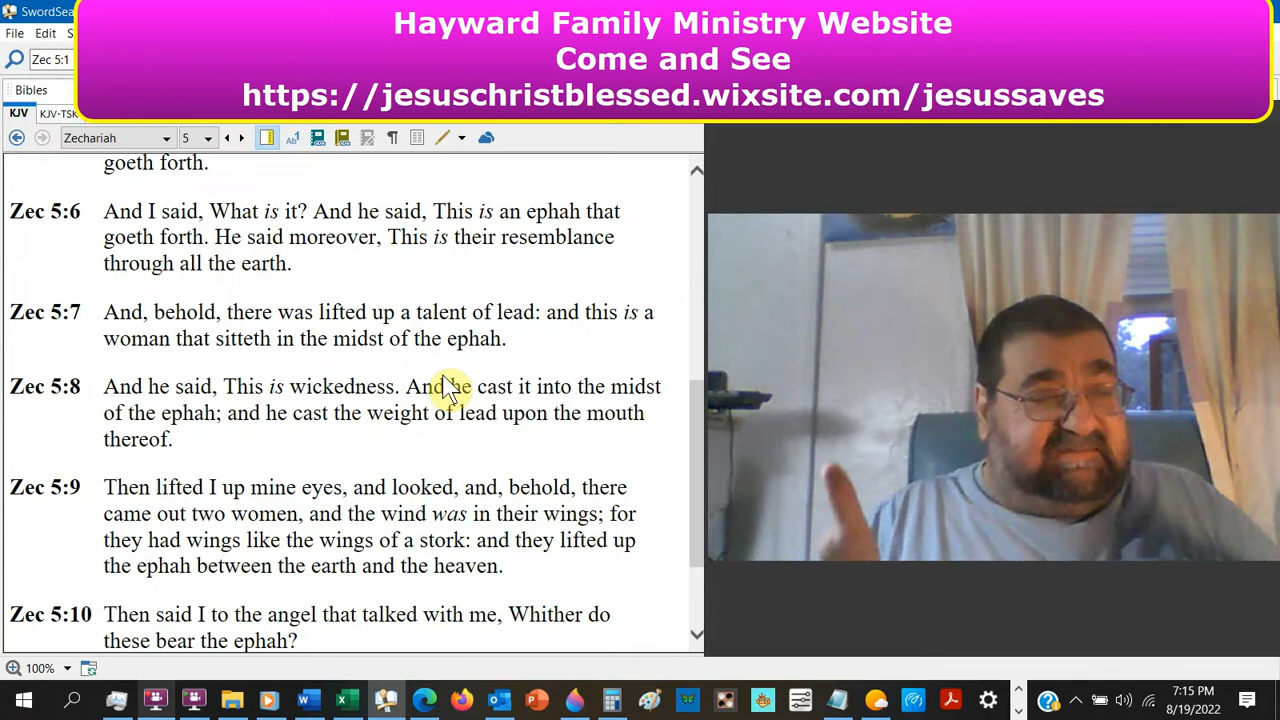 SwordSea
Hayward Family Ministry Website
Come and See
https://jesuschristblessed.wixsite.com/jesussaves
File Edit S
Zec 5:1
Bibles
KJV KJV-TSK
Zechariah 5
goeth forth.
Zec 5:6 And I said, What is it? And he said, This is an ephah that
goeth forth. He said moreover, This is their resemblance
through all the earth.
Zec 5:7 And, behold, there was lifted up a talent of lead: and this is a
woman that sitteth in the midst of the ephah.
Zec 5:8 And he said, This is wickedness. And he cast it into the midst
of the ephah; and he cast the weight of lead upon the mouth
thereof.
Zec 5:9 Then lifted I up mine eyes, and looked, and, behold, there
came out two women, and the wind was in their wings; for
they had wings like the wings of a stork: and they lifted up
the ephah between the earth and the heaven.
Zec 5:10 Then said I to the angel that talked with me, Whither do
these bear the ephah?
100%
7:15 PM
8/19/2022